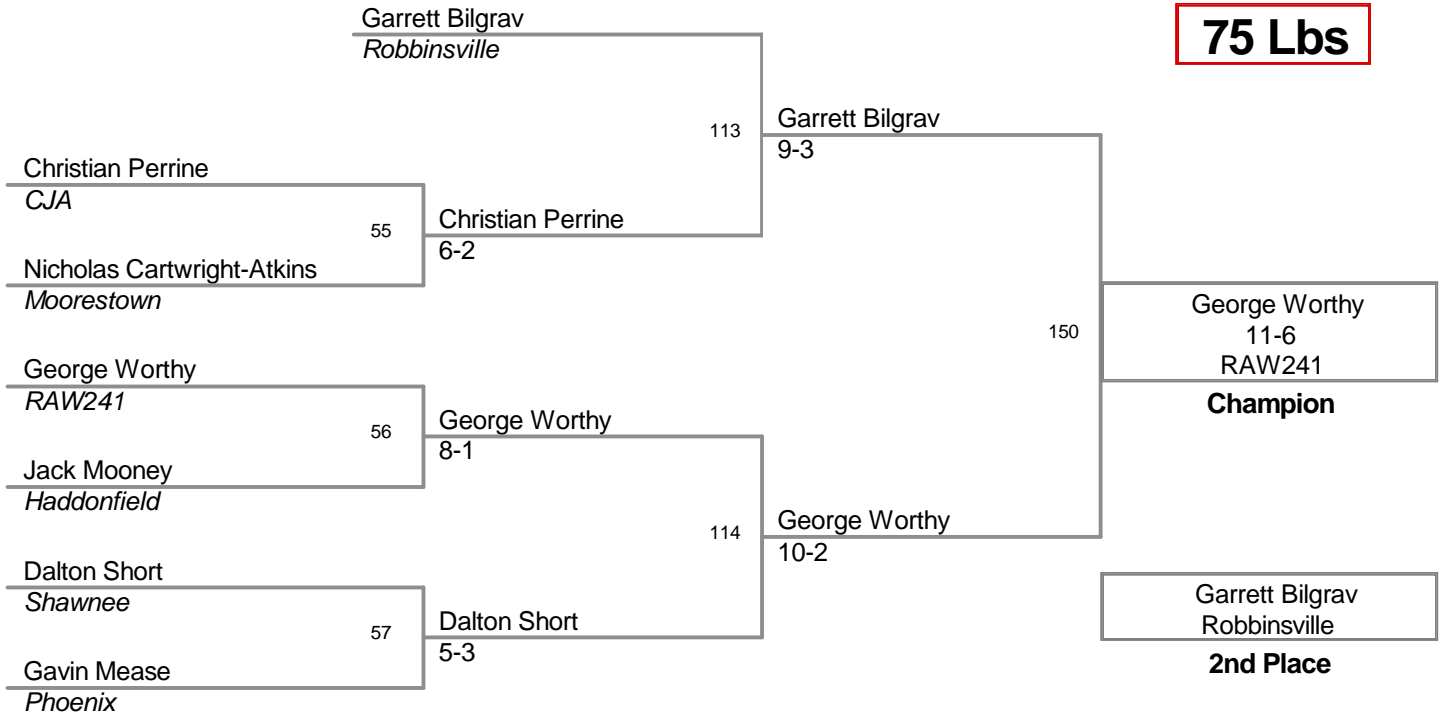 Garrett Bilgrav
Robbinsville
75 Lbs
113
Garrett Bilgrav
9-3
Christian Perrine
CJA
55
Christian Perrine
6-2
Nicholas Cartwright-Atkins
Moorestown
150
George Worthy
11-6
RAW241
Champion
George Worthy
RAW241
56
George Worthy
8-1
Jack Mooney
Haddonfield
114
George Worthy
10-2
Dalton Short
Shawnee
57
Dalton Short
5-3
Gavin Mease
Phoenix
Garrett Bilgrav
Robbinsville
2nd Place